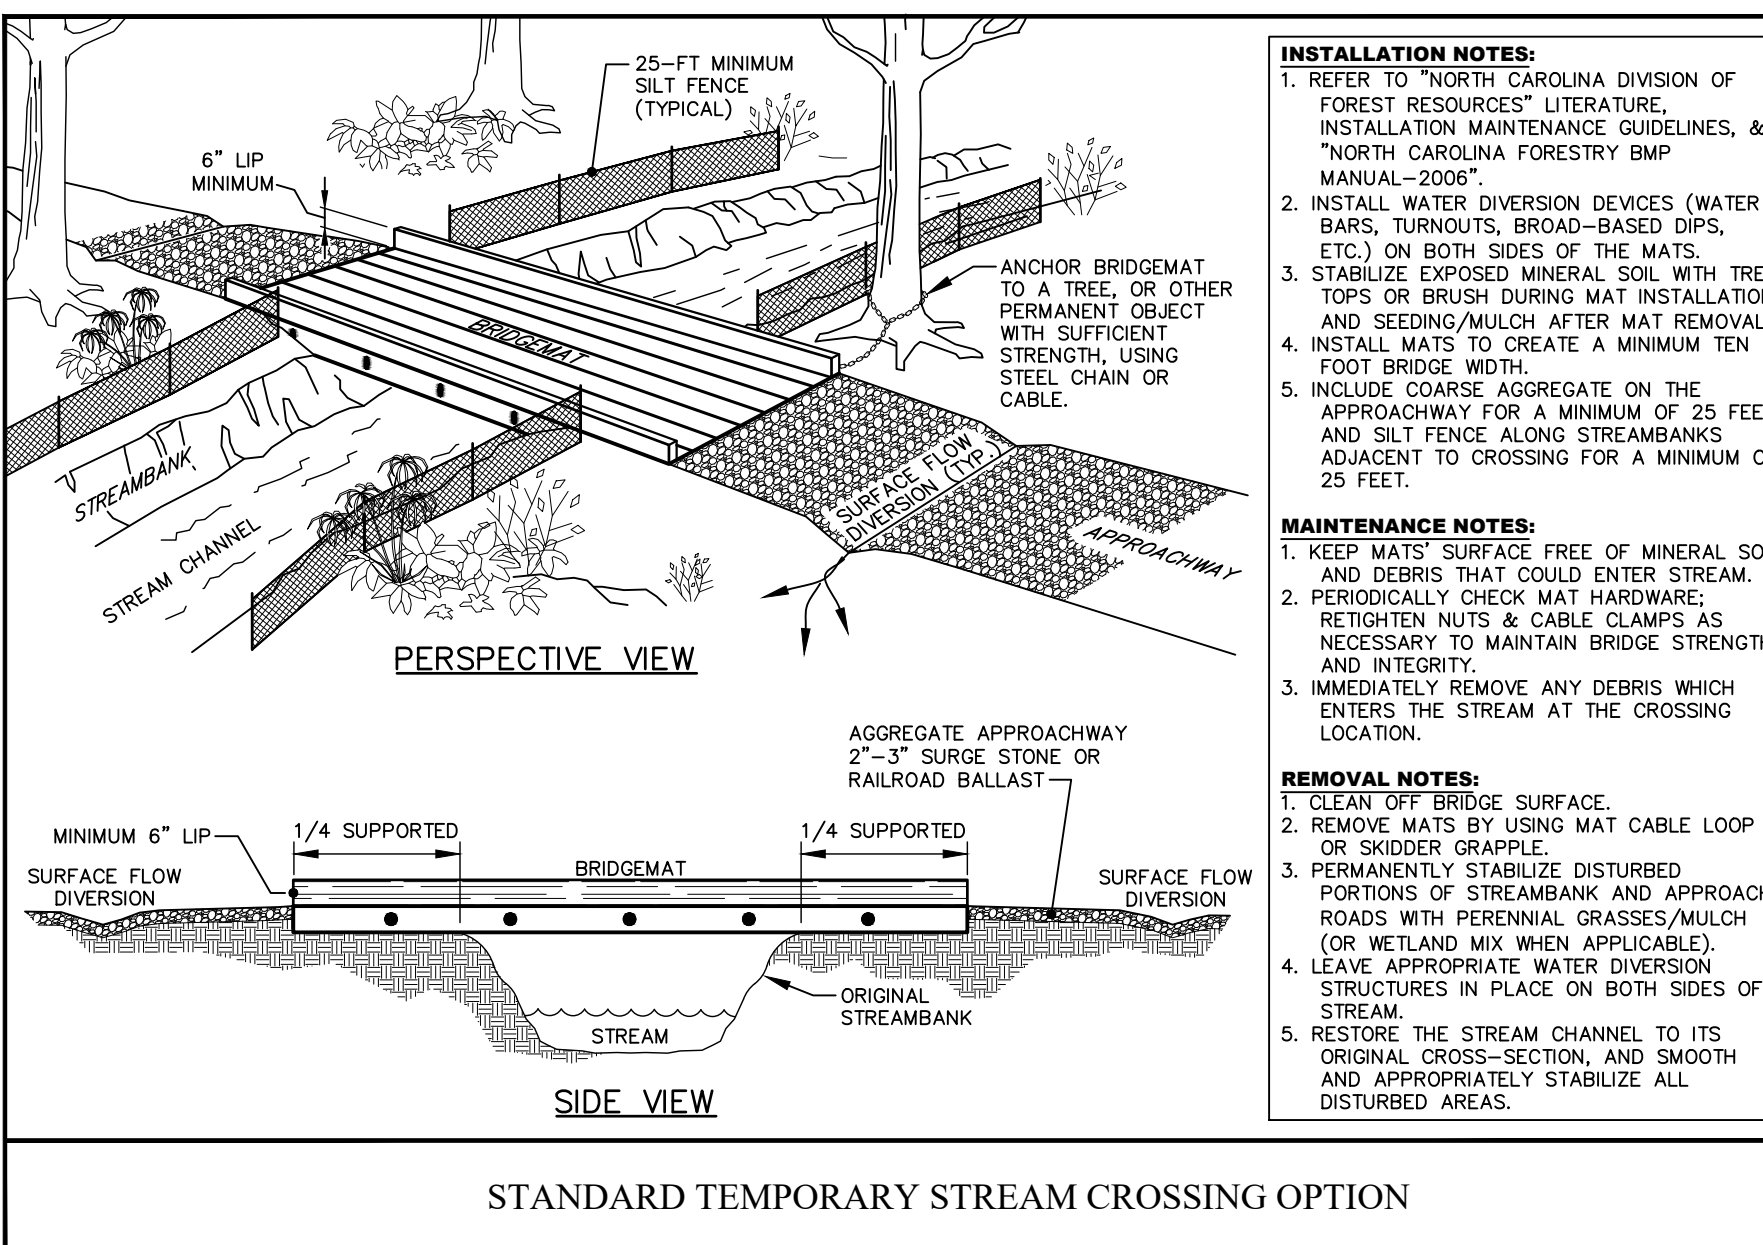 25-FT MINIMUM
SILT FENCE
(TYPICAL)
6" LIP
MINIMUM
ANCHOR BRIDGEMAT
TO A TREE, OR OTHER
PERMANENT OBJECT
WITH SUFFICIENT
STRENGTH, USING
STEEL CHAIN OR
CABLE.
BRIDGEMAT
STREAMBANK
STREAM CHANNEL
SURFACE FLOW
DIVERSION (TYP.)
APPROACHWAY
PERSPECTIVE VIEW
AGGREGATE APPROACHWAY
2"-3" SURGE STONE OR
RAILROAD BALLAST
MINIMUM 6" LIP
1/4 SUPPORTED
1/4 SUPPORTED
BRIDGEMAT
SURFACE FLOW
DIVERSION
SURFACE FLOW
DIVERSION
ORIGINAL
STREAMBANK
STREAM
SIDE VIEW
INSTALLATION NOTES:
1. REFER TO "NORTH CAROLINA DIVISION OF
FOREST RESOURCES" LITERATURE,
INSTALLATION MAINTENANCE GUIDELINES, &
"NORTH CAROLINA FORESTRY BMP
MANUAL-2006".
2. INSTALL WATER DIVERSION DEVICES (WATER
BARS, TURNOUTS, BROAD-BASED DIPS,
ETC.) ON BOTH SIDES OF THE MATS.
3. STABILIZE EXPOSED MINERAL SOIL WITH TRE
TOPS OR BRUSH DURING MAT INSTALLATIO
AND SEEDING/MULCH AFTER MAT REMOVAL
4. INSTALL MATS TO CREATE A MINIMUM TEN
FOOT BRIDGE WIDTH.
5. INCLUDE COARSE AGGREGATE ON THE
APPROACHWAY FOR A MINIMUM OF 25 FEE
AND SILT FENCE ALONG STREAMBANKS
ADJACENT TO CROSSING FOR A MINIMUM O
25 FEET.
MAINTENANCE NOTES:
1. KEEP MATS' SURFACE FREE OF MINERAL SO
AND DEBRIS THAT COULD ENTER STREAM.
2. PERIODICALLY CHECK MAT HARDWARE;
RETIGHTEN NUTS & CABLE CLAMPS AS
NECESSARY TO MAINTAIN BRIDGE STRENGTH
AND INTEGRITY.
3. IMMEDIATELY REMOVE ANY DEBRIS WHICH
ENTERS THE STREAM AT THE CROSSING
LOCATION.
REMOVAL NOTES:
1. CLEAN OFF BRIDGE SURFACE.
2. REMOVE MATS BY USING MAT CABLE LOOP
OR SKIDDER GRAPPLE.
3. PERMANENTLY STABILIZE DISTURBED
PORTIONS OF STREAMBANK AND APPROACH
ROADS WITH PERENNIAL GRASSES/MULCH
(OR WETLAND MIX WHEN APPLICABLE).
4. LEAVE APPROPRIATE WATER DIVERSION
STRUCTURES IN PLACE ON BOTH SIDES OF
STREAM.
5. RESTORE THE STREAM CHANNEL TO ITS
ORIGINAL CROSS-SECTION, AND SMOOTH
AND APPROPRIATELY STABILIZE ALL
DISTURBED AREAS.
STANDARD TEMPORARY STREAM CROSSING OPTION